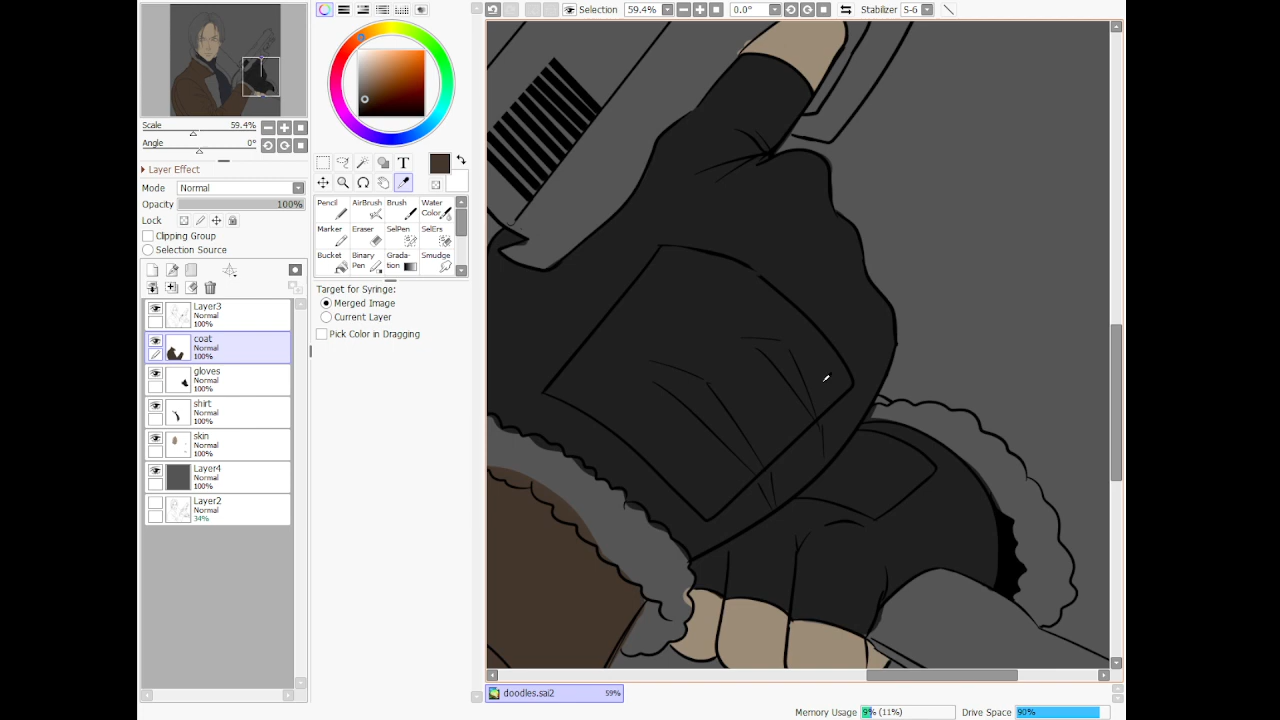 Selection 59.4% 0.0° Stabilizer S-6
Scale 59.4%
Angle 0°
Layer Effect
Mode Normal
Opacity 100%
Lock
Clipping Group
Selection Source
Layer3
Normal
100%
coat
Normal
100%
gloves
Normal
100%
shirt
Normal
100%
skin
Normal
100%
Layer4
Normal
100%
Layer2
Normal
34%
T
Pencil AirBrush Brush Water
Color
Marker Eraser SelPen SelErs
Bucket Binary Grada- Smudge
Pen tion
Target for Syringe:
Merged Image
Current Layer
Pick Color in Dragging
doodles.sai2 59%
Memory Usage 9% (11%) Drive Space 90%